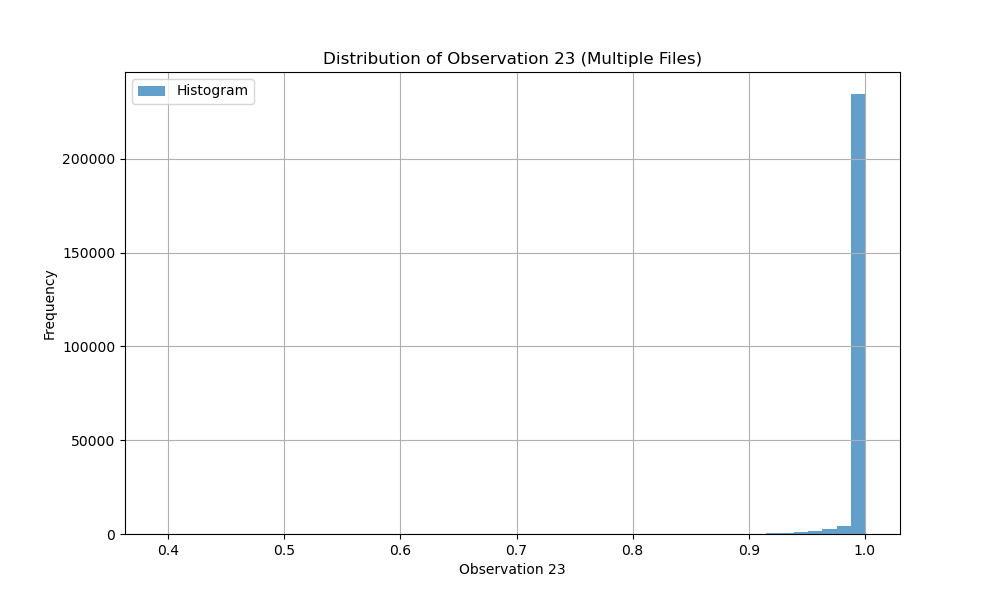 Distribution of Observation 23 (Multiple Files)
Histogram
200000
150000
100000
50000
0
Frequency
0.4 0.5 0.6 0.7 0.8 0.9 1.0
Observation 23